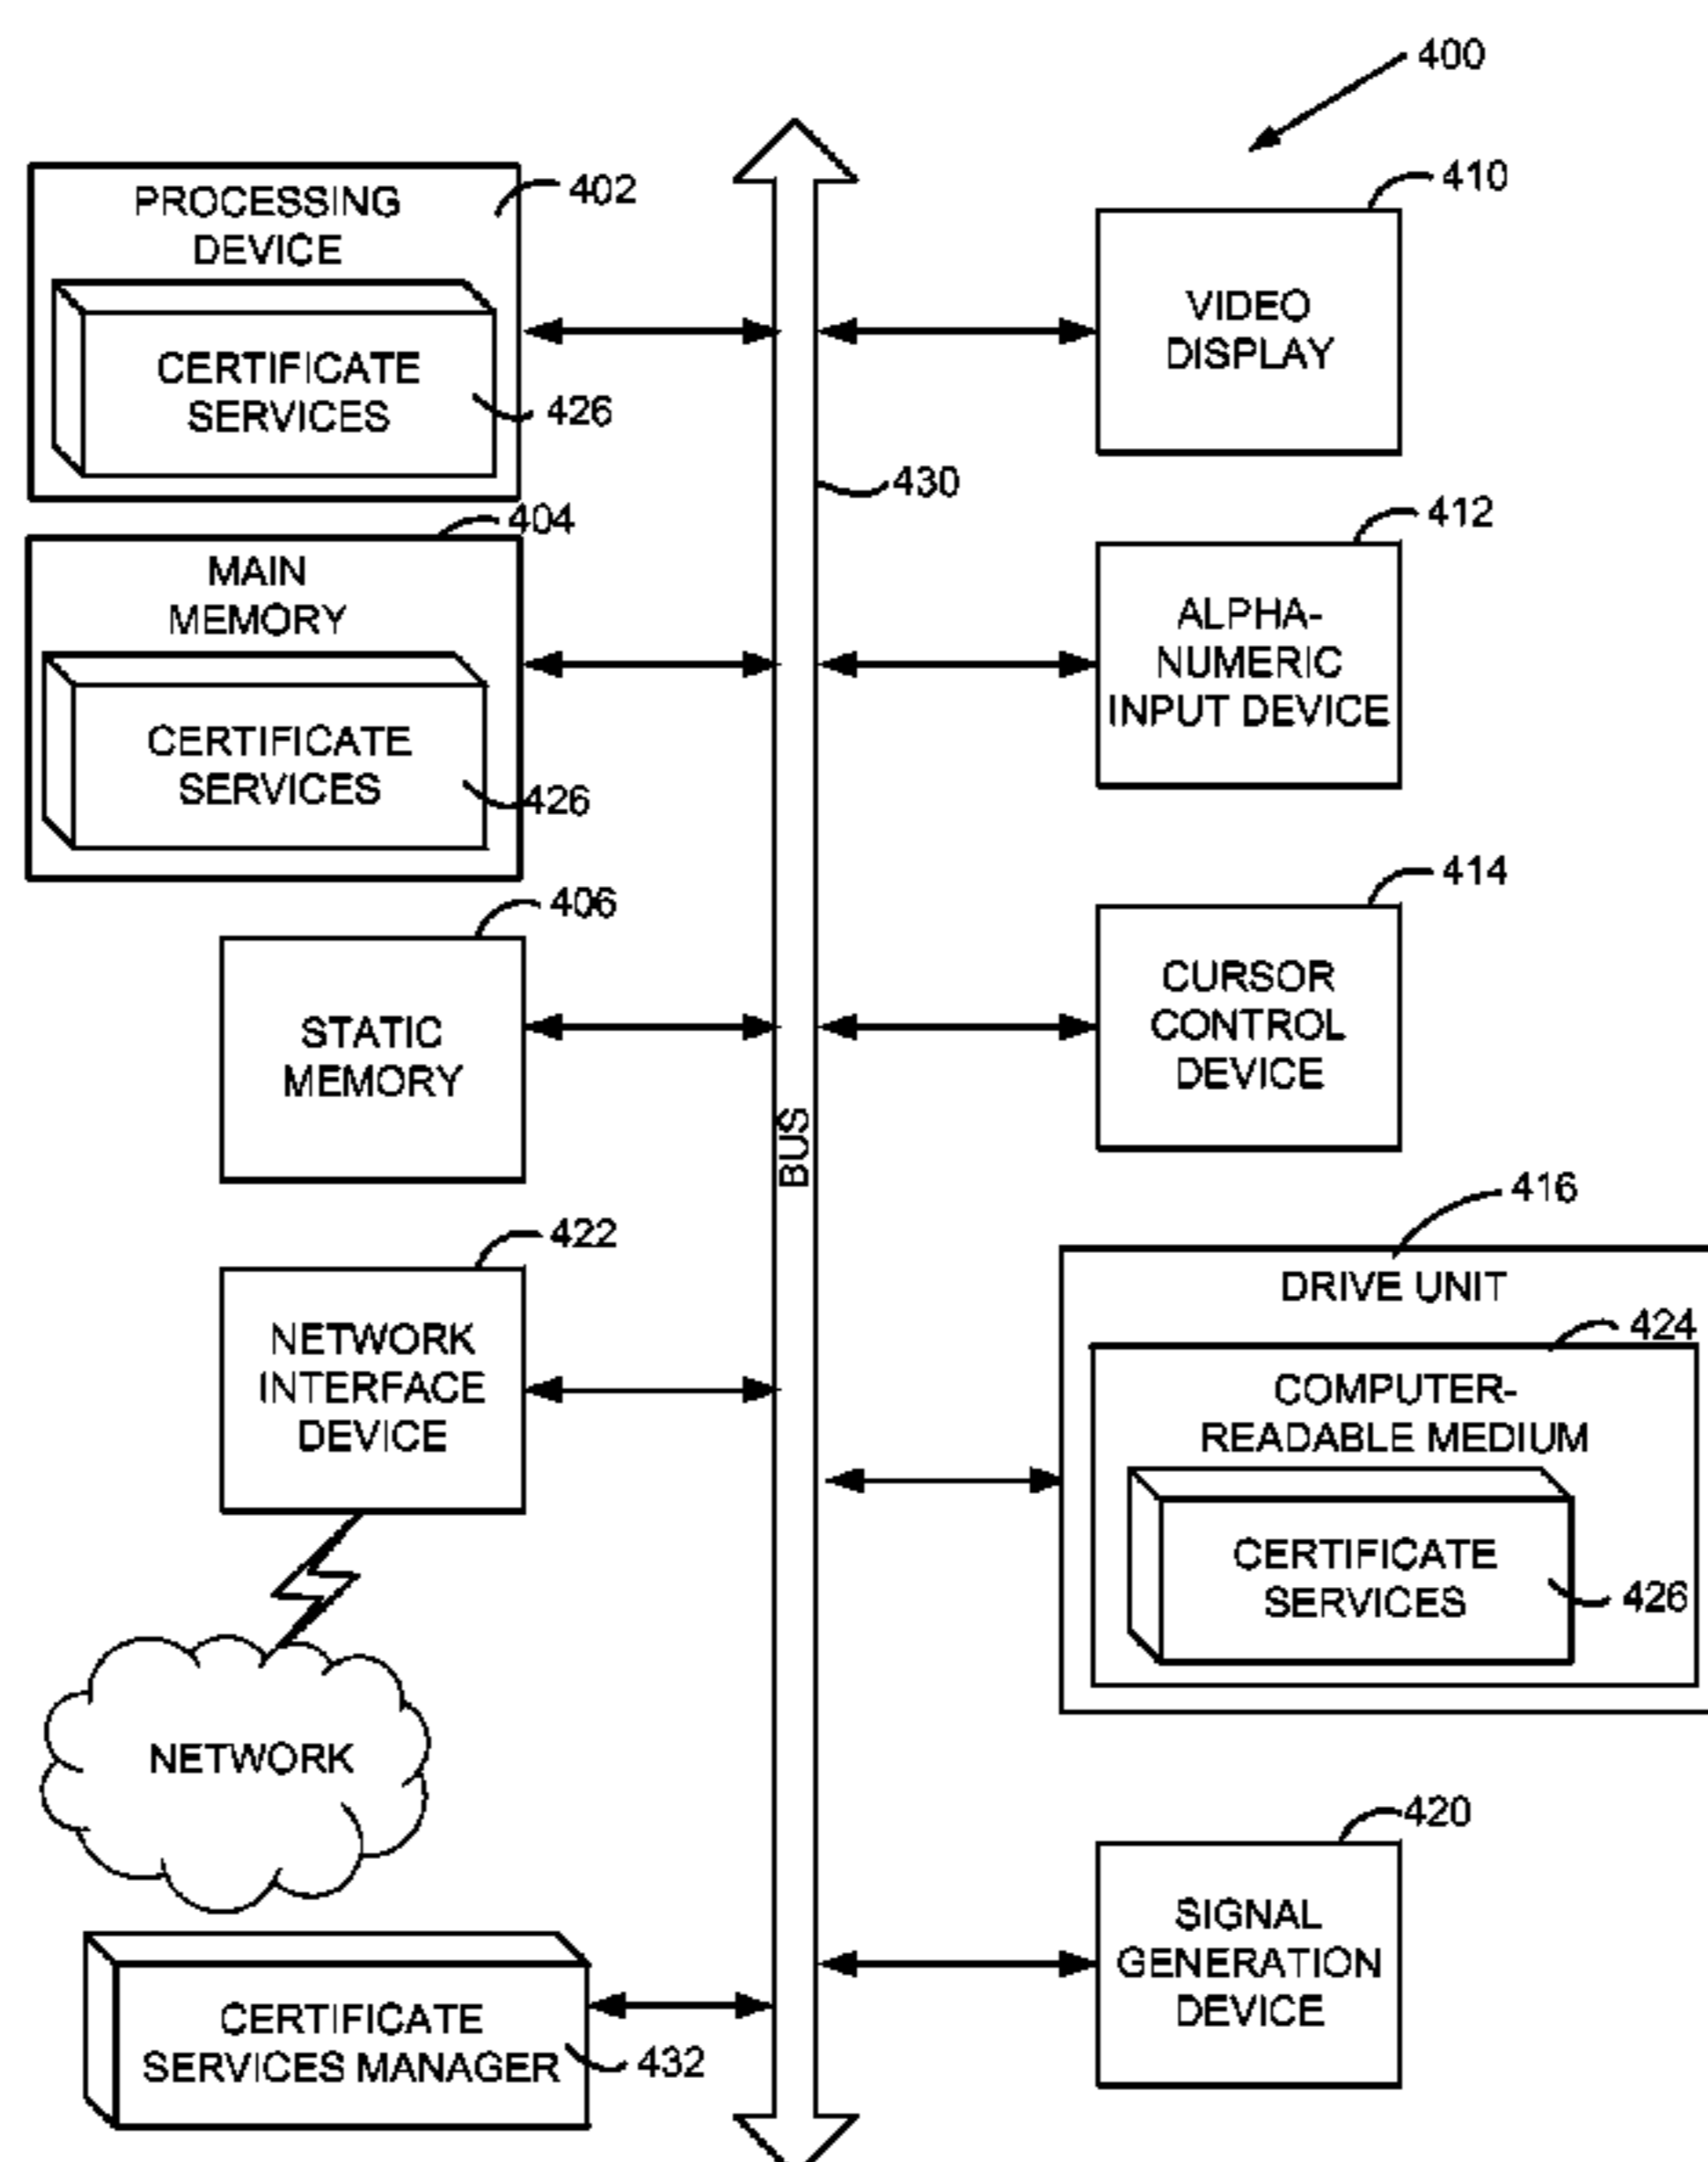 400
PROCESSING
DEVICE
402
CERTIFICATE
SERVICES
426
MAIN
MEMORY
404
CERTIFICATE
SERVICES
426
STATIC
MEMORY
406
NETWORK
INTERFACE
DEVICE
422
NETWORK
CERTIFICATE
SERVICES MANAGER
432
BUS
430
VIDEO
DISPLAY
410
ALPHA-
NUMERIC
INPUT DEVICE
412
CURSOR
CONTROL
DEVICE
414
416
DRIVE UNIT
424
COMPUTER-
READABLE MEDIUM
CERTIFICATE
SERVICES
426
420
SIGNAL
GENERATION
DEVICE